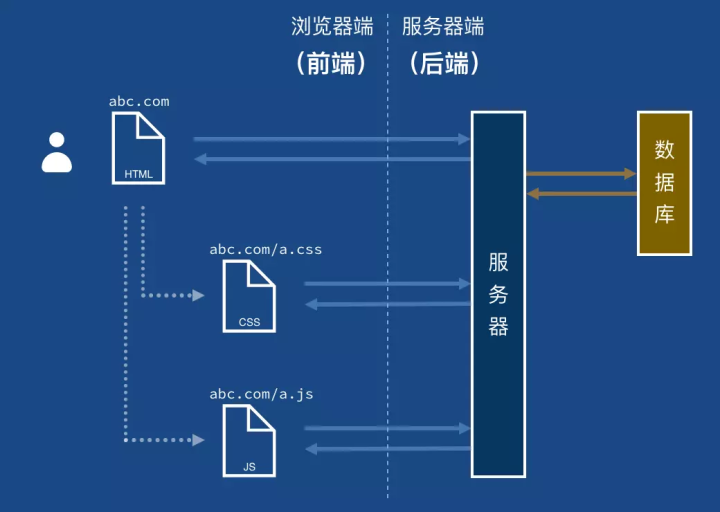 浏览器端
服务器端
（前端）
（后端）
abc.com
HTML
数据库
abc.com/a.css
CSS
服务器
abc.com/a.js
JS